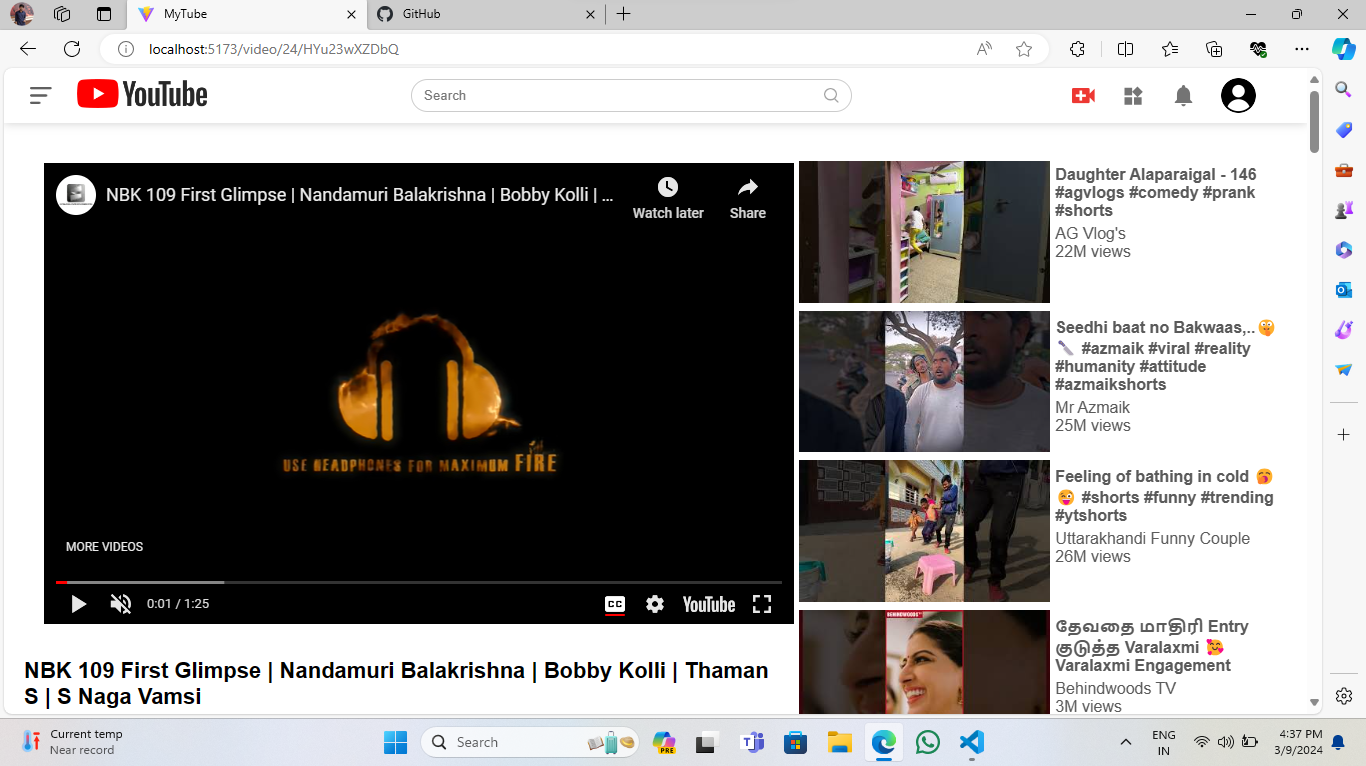 MyTube
GitHub
localhost:5173/video/24/HYu23wXZDbQ
YouTube
Search
NBK 109 First Glimpse | Nandamuri Balakrishna | Bobby Kolli | ...
Watch later
Share
USE HEADPHONES FOR MAXIMUM FIRE
MORE VIDEOS
0:01 / 1:25
CC
YouTube
NBK 109 First Glimpse | Nandamuri Balakrishna | Bobby Kolli | Thaman
S | S Naga Vamsi
Daughter Alaparaigal - 146
#agvlogs #comedy #prank
#shorts
AG Vlog's
22M views
Seedhi baat no Bakwaas,..🤫
🔪 #azmaik #viral #reality
#humanity #attitude
#azmaikshorts
Mr Azmaik
25M views
Feeling of bathing in cold 🥱
😜 #shorts #funny #trending
#ytshorts
Uttarakhandi Funny Couple
26M views
BEHINDWOODS
தேவதை மாதிரி Entry
குடுத்த Varalaxmi 🥰
Varalaxmi Engagement
Behindwoods TV
3M views
Current temp
Near record
Search
PRE
ENG
IN
4:37 PM
3/9/2024